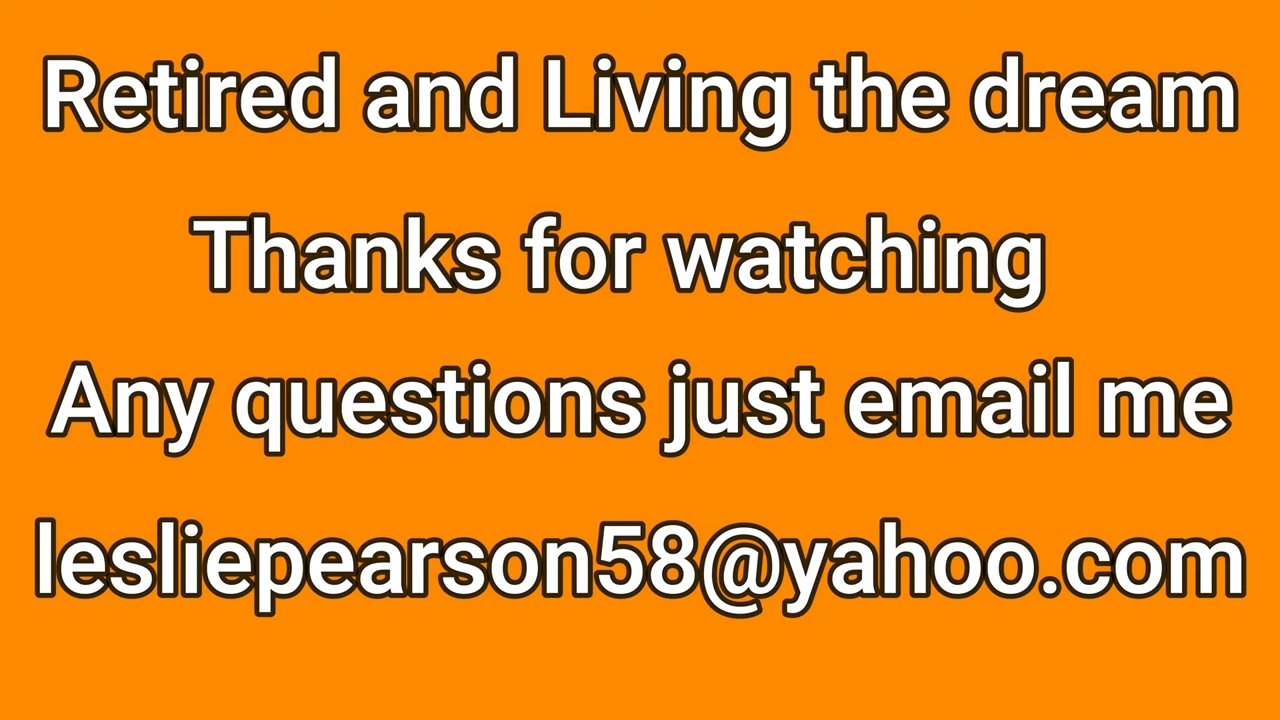 Retired and Living the dream
Thanks for watching
Any questions just email me
lesliepearson58@yahoo.com